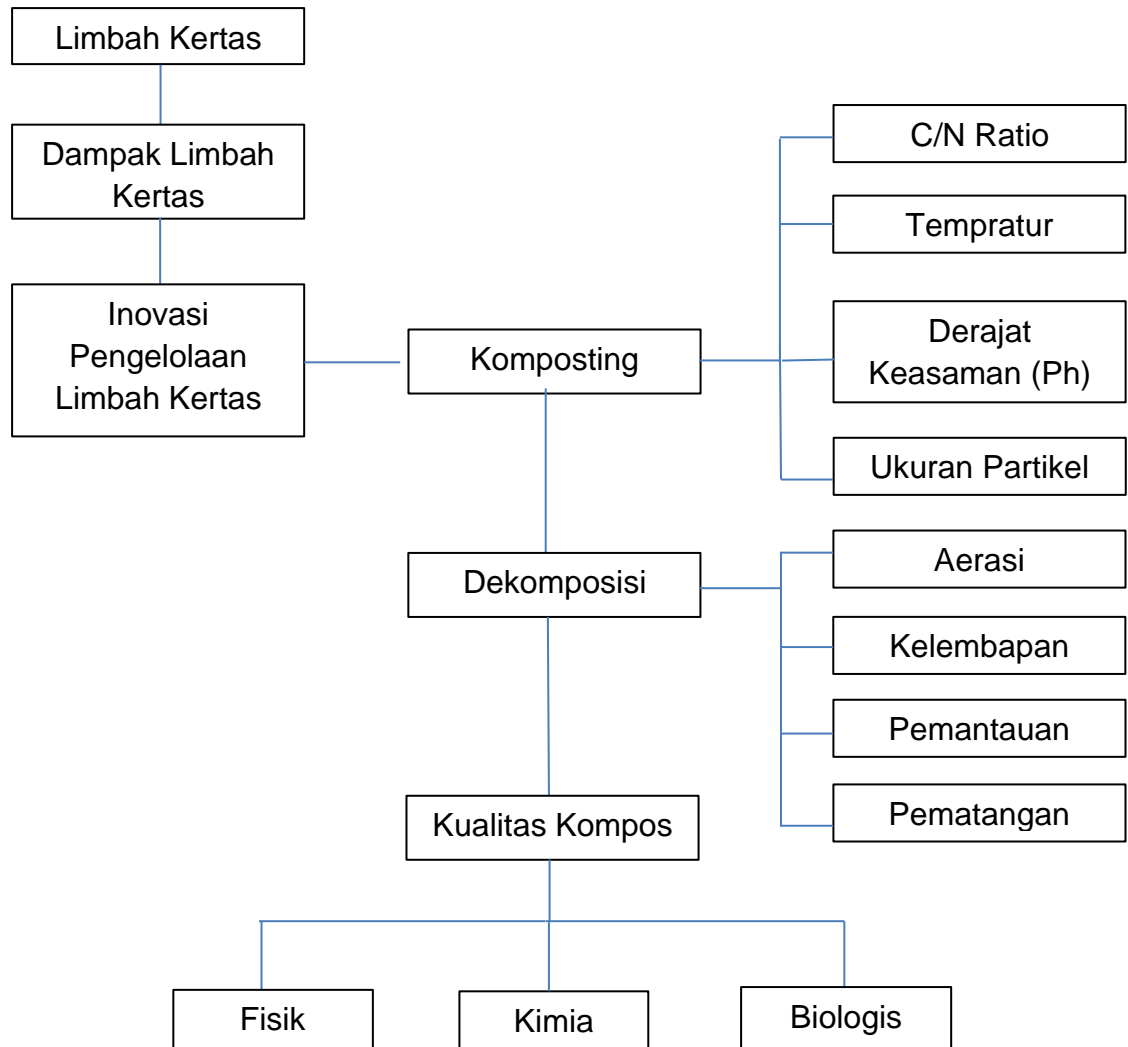 Limbah Kertas
Dampak Limbah
Kertas
Inovasi
Pengelolaan
Limbah Kertas
Komposting
C/N Ratio
Tempratur
Derajat
Keasaman (Ph)
Ukuran Partikel
Dekomposisi
Aerasi
Kelembapan
Pemantauan
Pematangan
Kualitas Kompos
Fisik
Kimia
Biologis